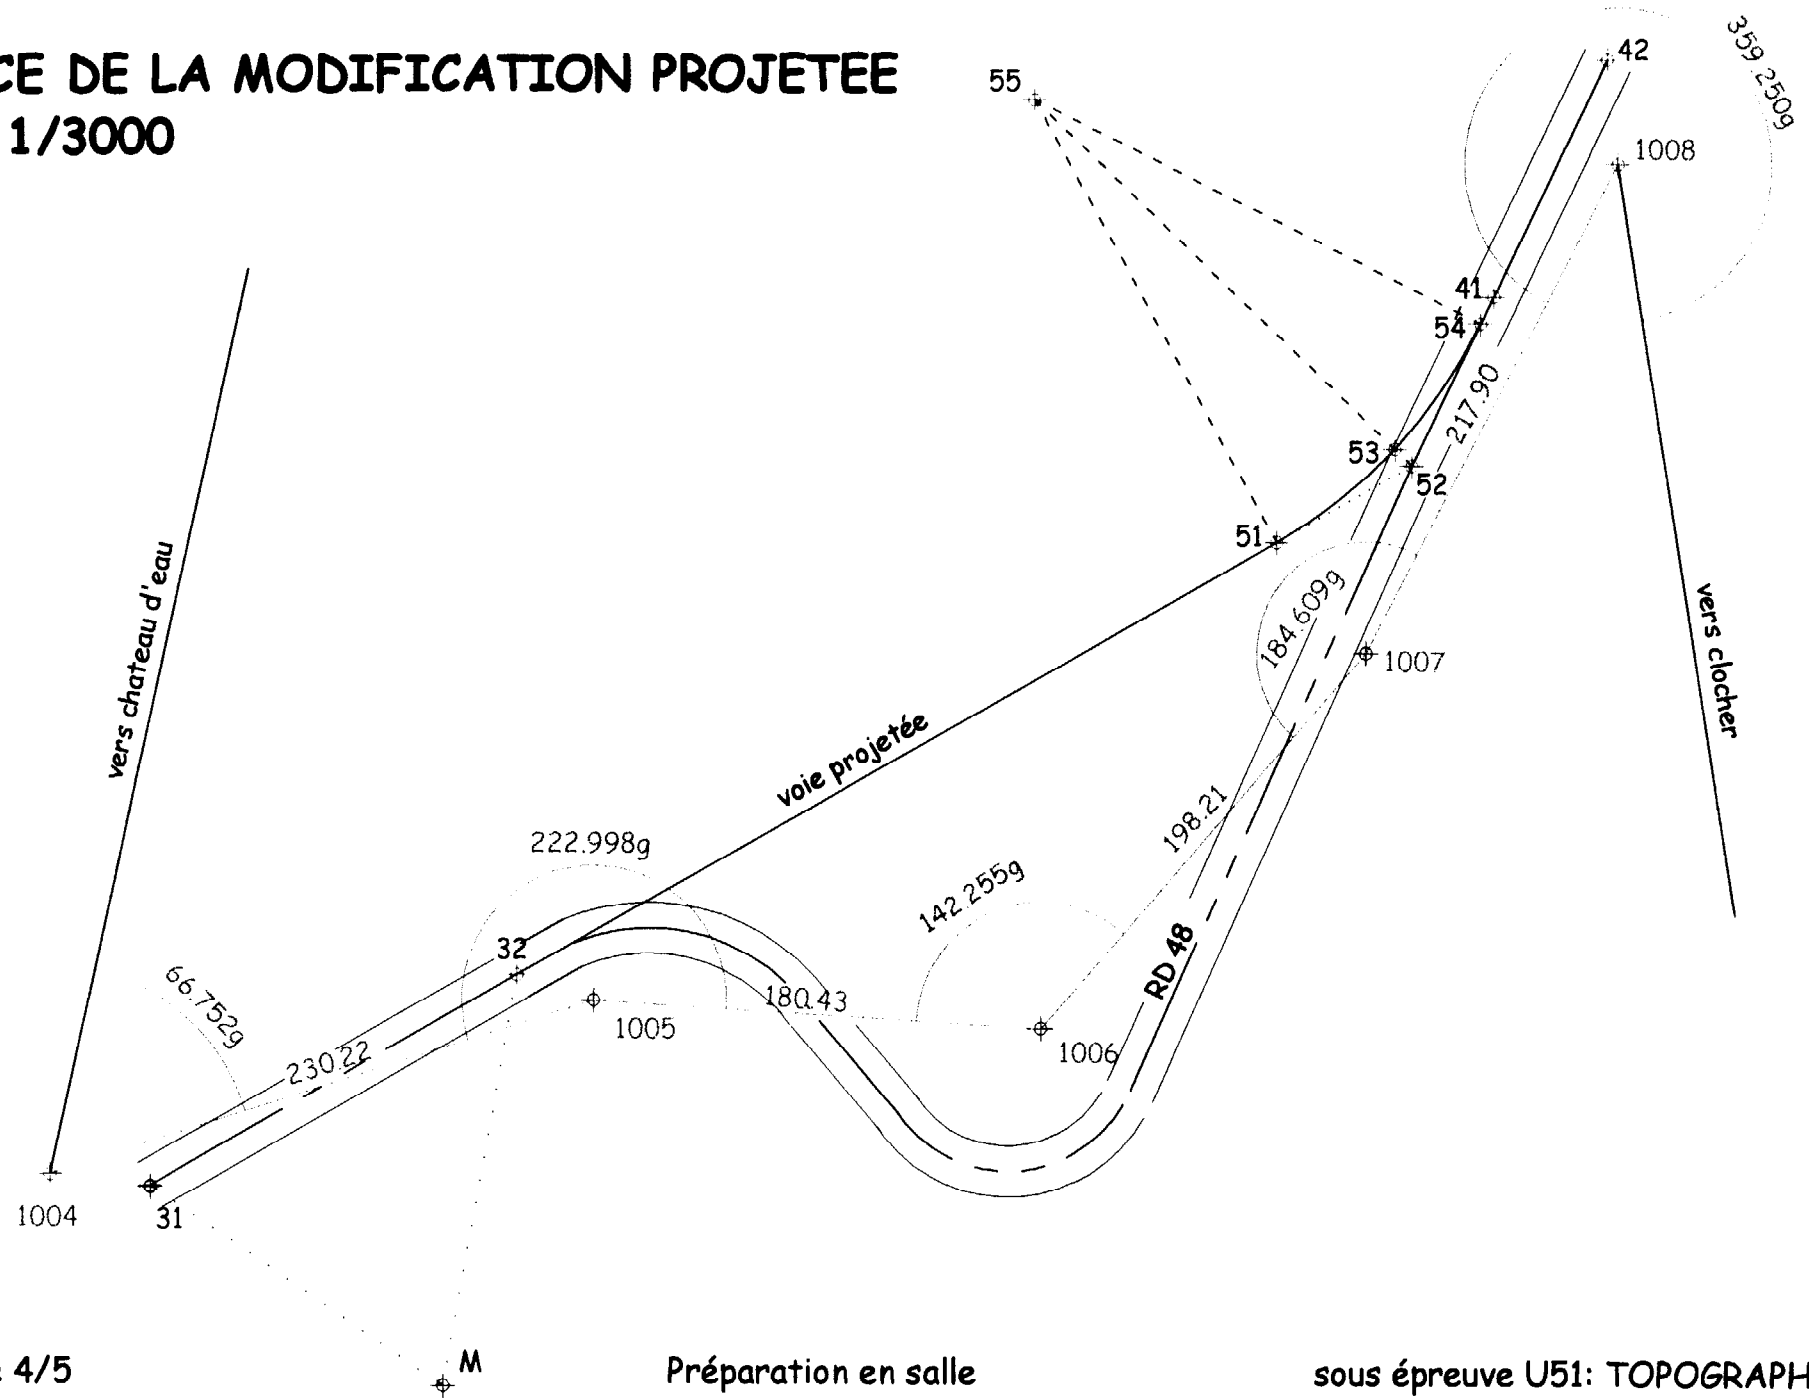 CE DE LA MODIFICATION PROJETEE
1/3000
55
42
359.250g
1008
41
54
217.90
53
52
51
184.609g
1007
vers chateau d'eau
vers clocher
voie projetée
198.21
222.998g
142.255g
32
RD 48
66.752g
180.43
1005
1006
230.22
1004
31
M
4/5
Préparation en salle
sous épreuve U51: TOPOGRAPH